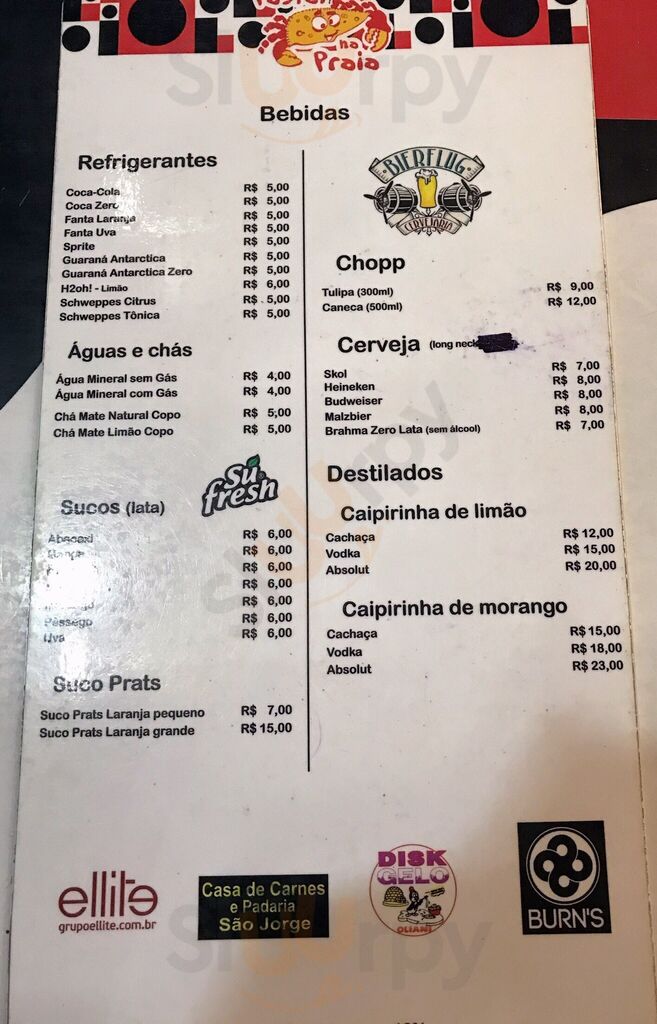 na
Praia
Bebidas
Refrigerantes
Coca-Cola R$ 5,00
Coca Zero R$ 5,00
Fanta Laranja R$ 5,00
Fanta Uva R$ 5,00
Sprite R$ 5,00
Guaraná Antarctica R$ 5,00
Guaraná Antarctica Zero R$ 5,00
H2oh! - Limão R$ 6,00
Schweppes Citrus R$ 5,00
Schweppes Tônica R$ 5,00
Águas e chás
Água Mineral sem Gás R$ 4,00
Água Mineral com Gás R$ 4,00
Chá Mate Natural Copo R$ 5,00
Chá Mate Limão Copo R$ 5,00
Su fresh
Sucos (lata)
Abacaxi R$ 6,00
Manga R$ 6,00
R$ 6,00
R$ 6,00
R$ 6,00
Pêssego R$ 6,00
Uva R$ 6,00
Suco Prats
Suco Prats Laranja pequeno R$ 7,00
Suco Prats Laranja grande R$ 15,00
BIERFLUG
CERVEJARIA
Chopp
Tulipa (300ml) R$ 9,00
Caneca (500ml) R$ 12,00
Cerveja (long neck
Skol R$ 7,00
Heineken R$ 8,00
Budweiser R$ 8,00
Malzbier R$ 8,00
Brahma Zero Lata (sem álcool) R$ 7,00
Destilados
Caipirinha de limão
Cachaça R$ 12,00
Vodka R$ 15,00
Absolut R$ 20,00
Caipirinha de morango
Cachaça R$ 15,00
Vodka R$ 18,00
Absolut R$ 23,00
ellite
grupoellite.com.br
Casa de Carnes
e Padaria
São Jorge
DISK
GELO
OLIANI
BURN'S
Sluurpy
Sluurpy
Sluurpy